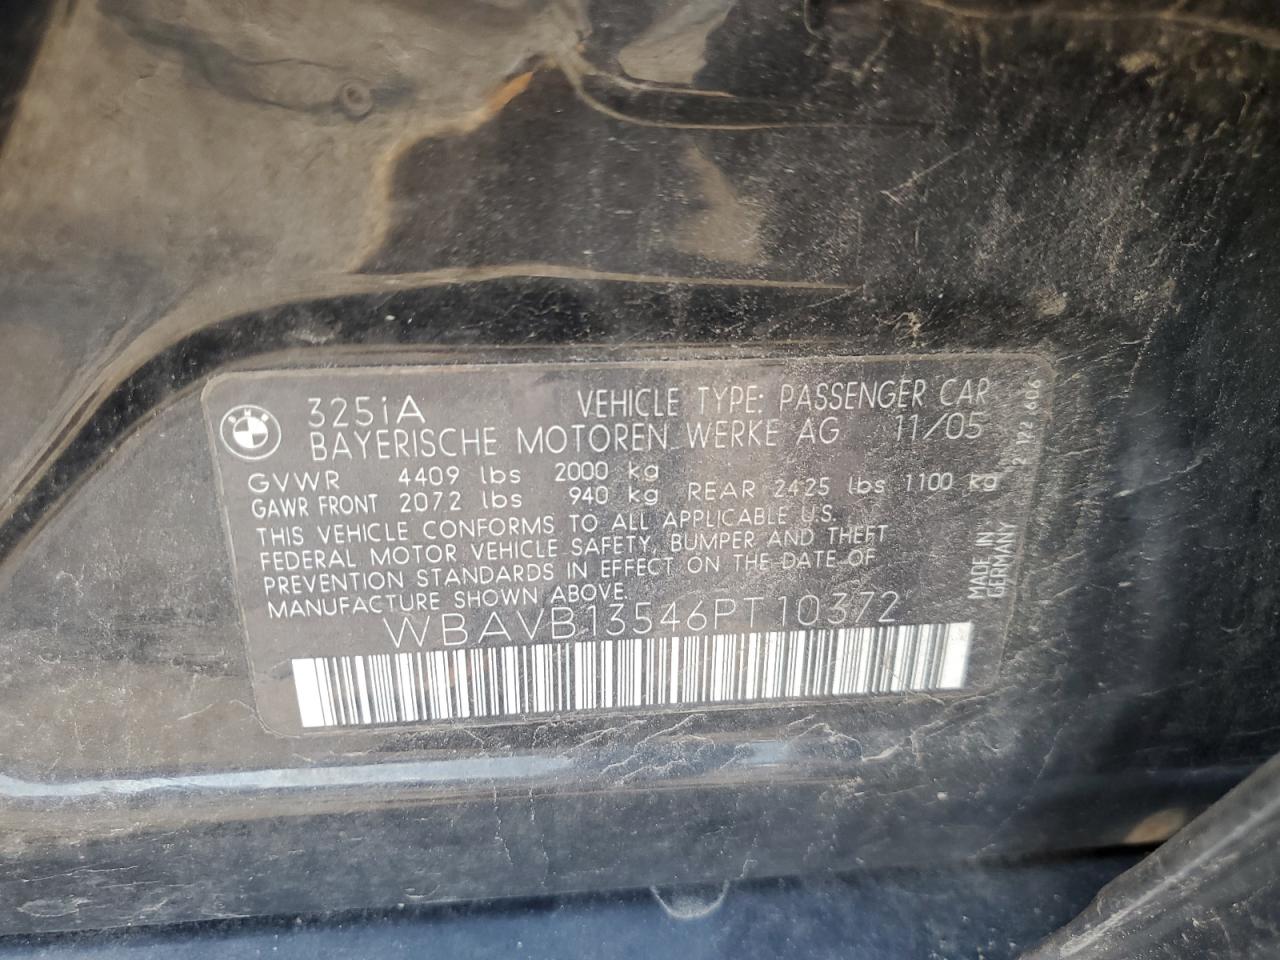 325iA VEHICLE TYPE: PASSENGER CAR
BAYERISCHE MOTOREN WERKE AG 11/05
GVWR 4409 lbs 2000 kg
GAWR FRONT 2072 lbs 940 kg REAR 2425 lbs 1100 kg
THIS VEHICLE CONFORMS TO ALL APPLICABLE U.S.
FEDERAL MOTOR VEHICLE SAFETY, BUMPER AND THEFT
PREVENTION STANDARDS IN EFFECT ON THE DATE OF
MANUFACTURE SHOWN ABOVE.
WBAVB13546PT10372
MADE IN
GERMANY